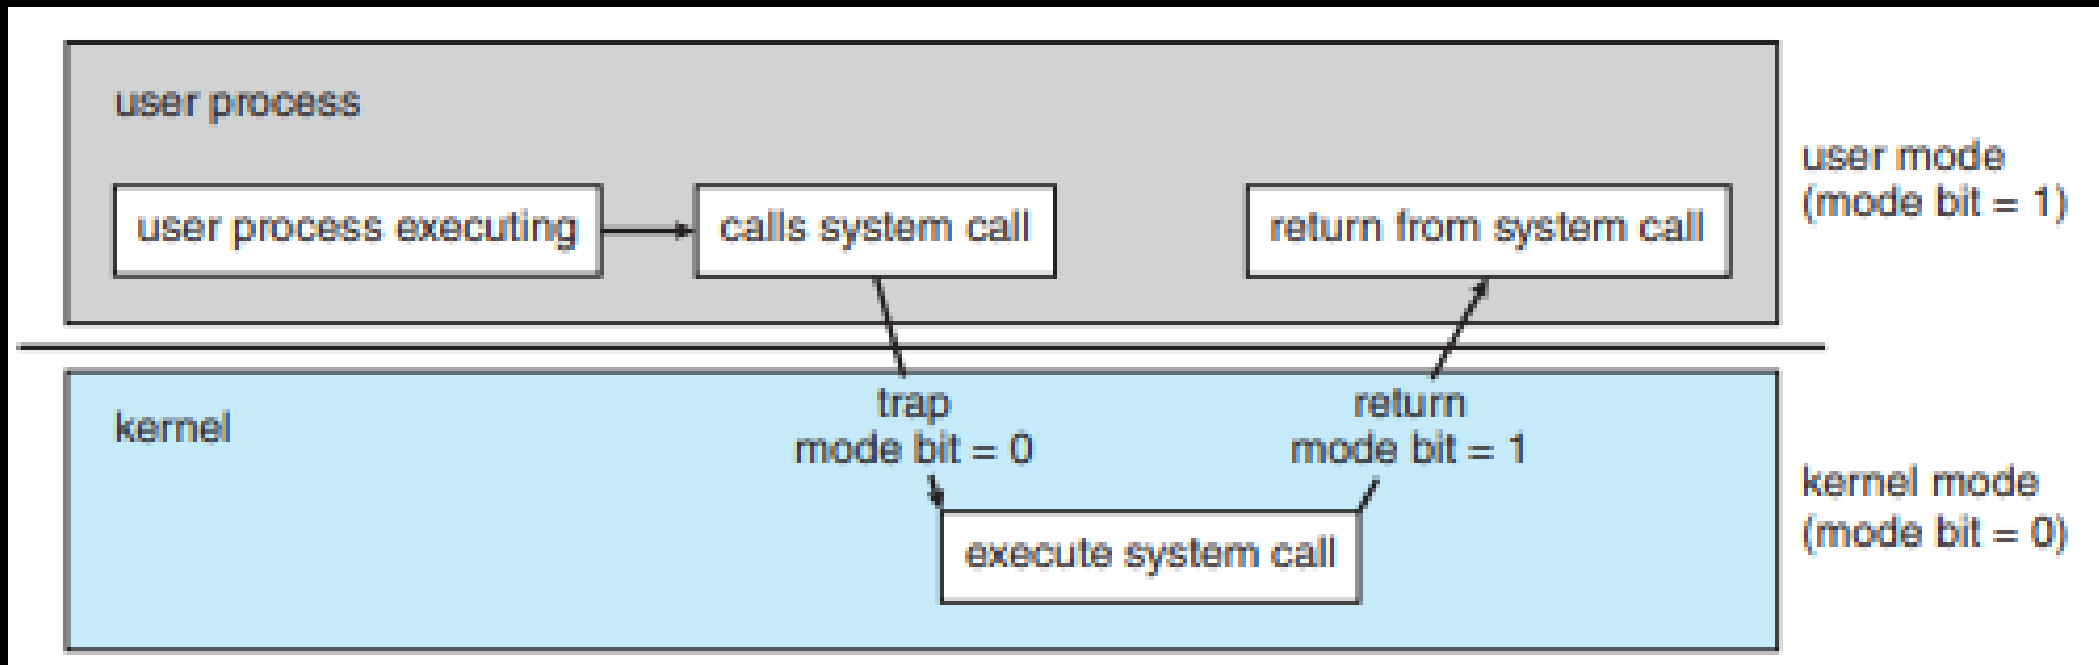 user process
user process executing
calls system call
return from system call
user mode
(mode bit = 1)
kernel
trap
mode bit = 0
return
mode bit = 1
execute system call
kernel mode
(mode bit = 0)